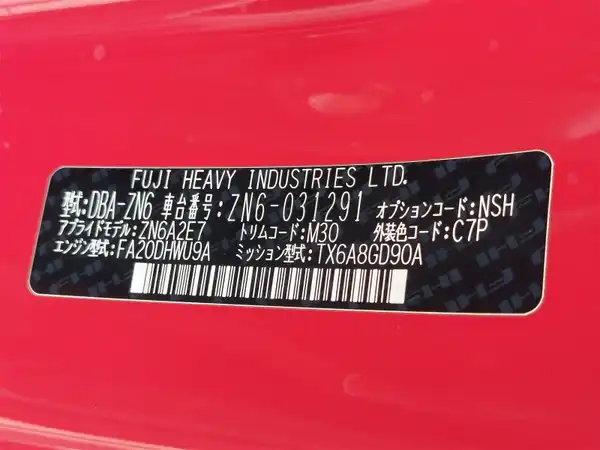 FUJI HEAVY INDUSTRIES LTD.
型式:DBA-ZN6 車台番号:ZN6-031291 オプションコード:NSH
アプライドモデル:ZN6A2E7 トリムコード:M30 外装色コード:C7P
エンジン型式:FA20DHWU9A ミッション型式:TX6A8GD90A